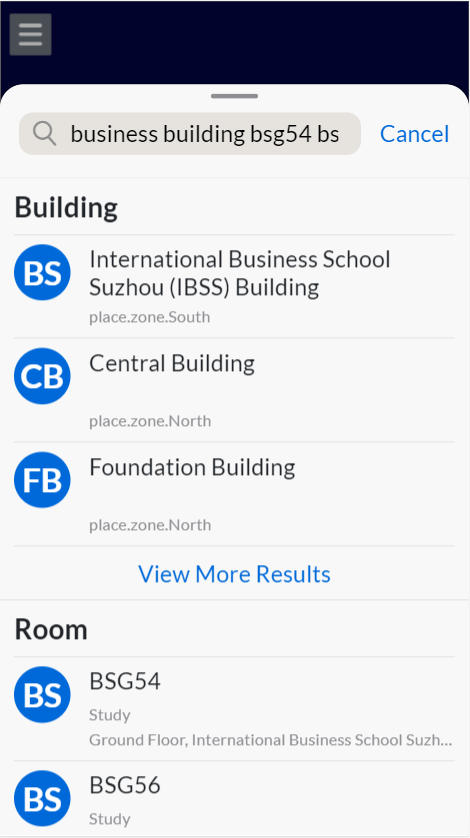 business building bsg54 bs
Cancel
Building
BS
International Business School
Suzhou (IBSS) Building
place.zone.South
CB
Central Building
place.zone.North
FB
Foundation Building
place.zone.North
View More Results
Room
BS
BSG54
Study
Ground Floor, International Business School Suzh...
BS
BSG56
Study